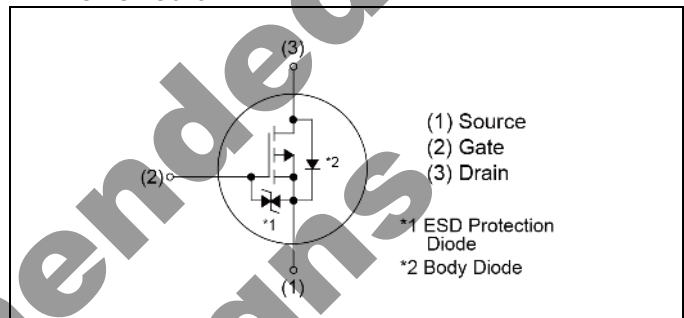 (3)
(1) Source
(2) Gate
(3) Drain
*2
(2)
*1
*1 ESD Protection
Diode
*2 Body Diode
(1)